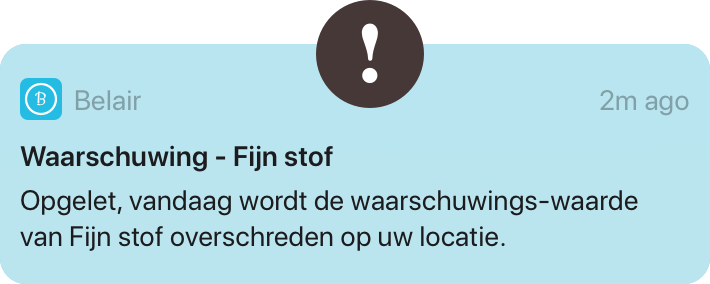 !
B Belair 2m ago
Waarschuwing - Fijn stof
Opgelet, vandaag wordt de waarschuwings-waarde
van Fijn stof overschreden op uw locatie.